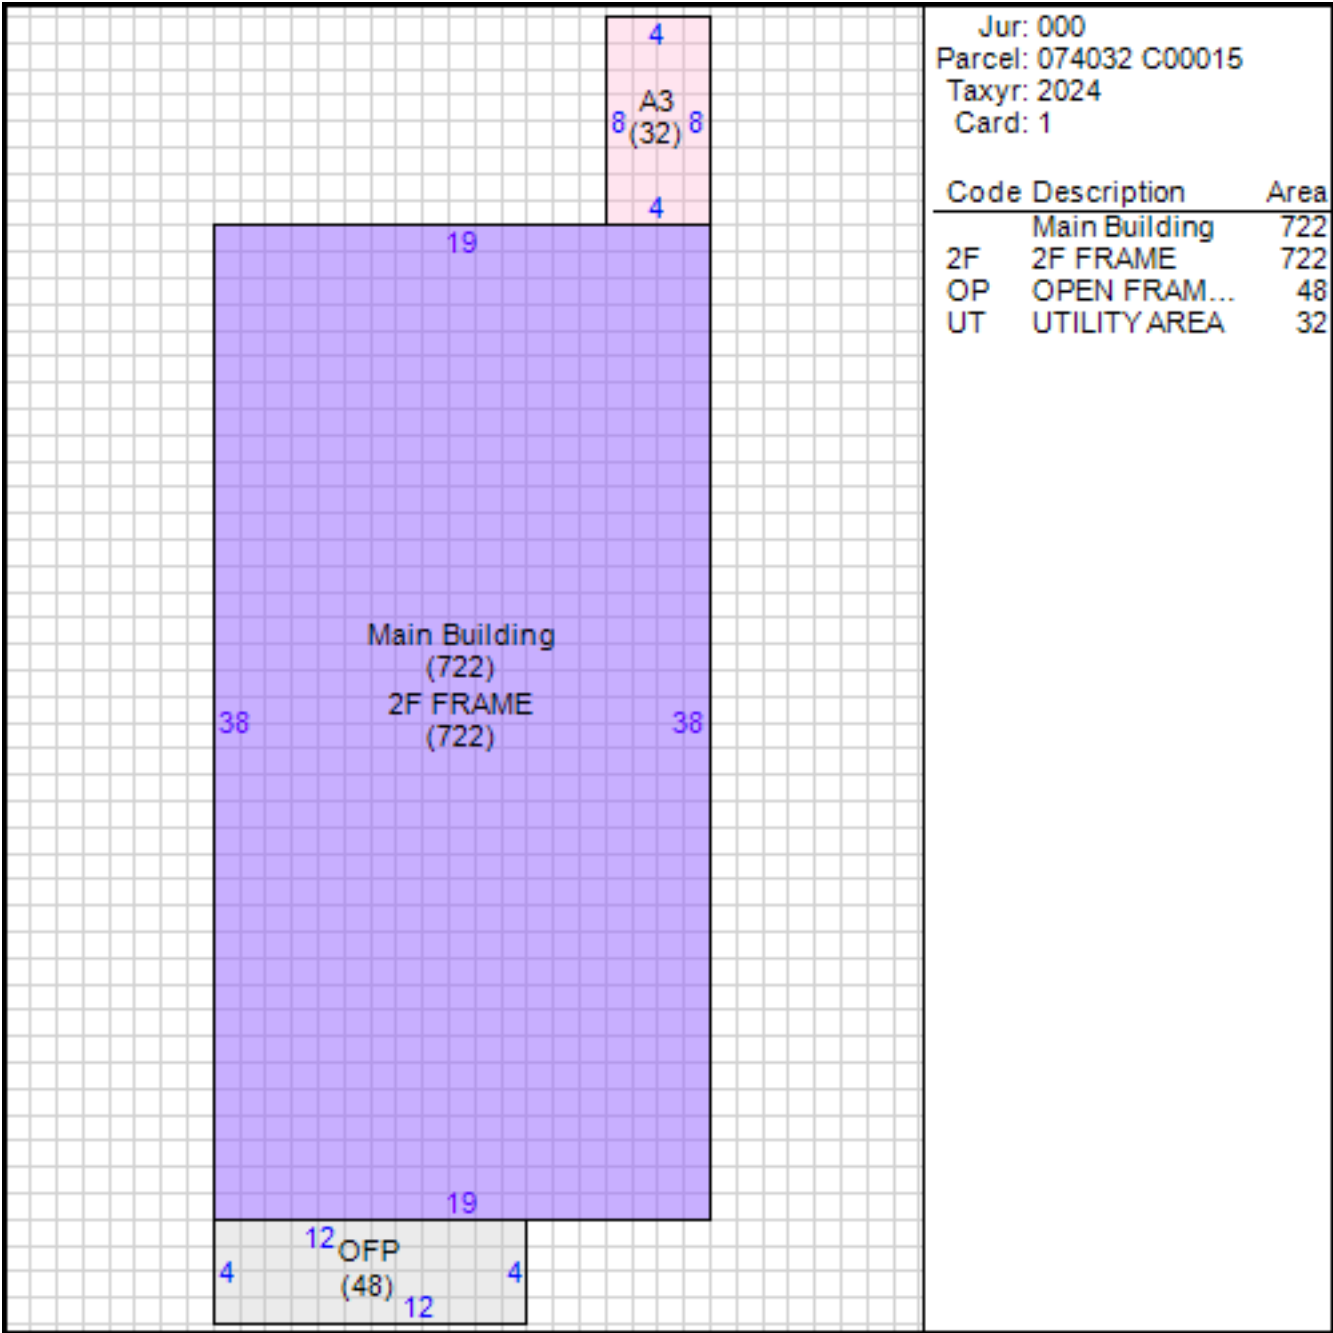 4
A3
8 (32) 8
4
19
Main Building
(722)
2F FRAME
(722)
38 38
19
12
OFP
4 4
(48)
12
Jur: 000
Parcel: 074032 C00015
Taxyr: 2024
Card: 1
Code Description Area
Main Building 722
2F 2F FRAME 722
OP OPEN FRAM... 48
UT UTILITY AREA 32